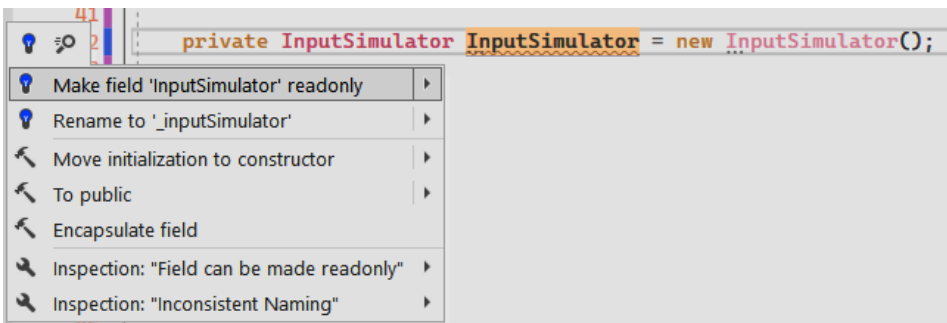 41
2
private InputSimulator InputSimulator = new InputSimulator();
Make field 'InputSimulator' readonly
Rename to '_inputSimulator'
Move initialization to constructor
To public
Encapsulate field
Inspection: "Field can be made readonly"
Inspection: "Inconsistent Naming"